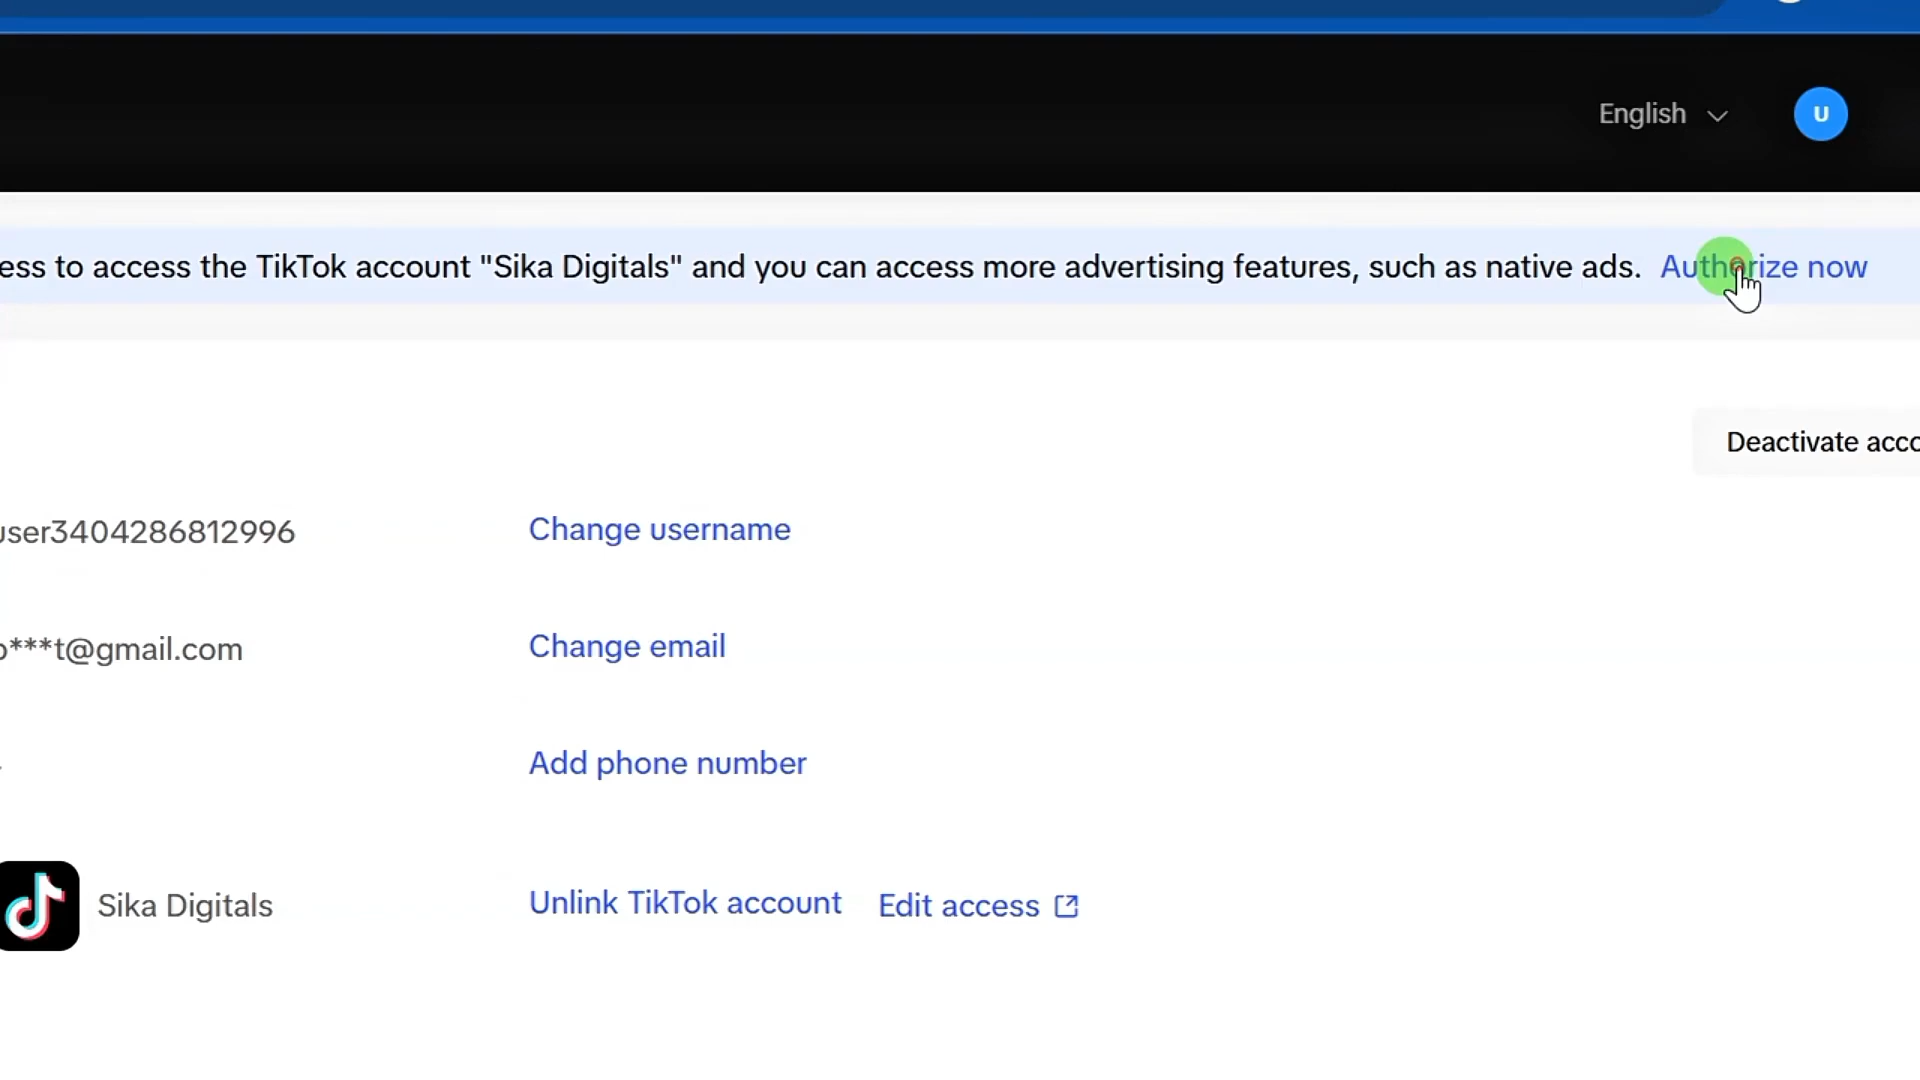 English
U
ess to access the TikTok account "Sika Digitals" and you can access more advertising features, such as native ads. Authorize now
Deactivate acco
user3404286812996 Change username
o***t@gmail.com Change email
Add phone number
Sika Digitals Unlink TikTok account Edit access